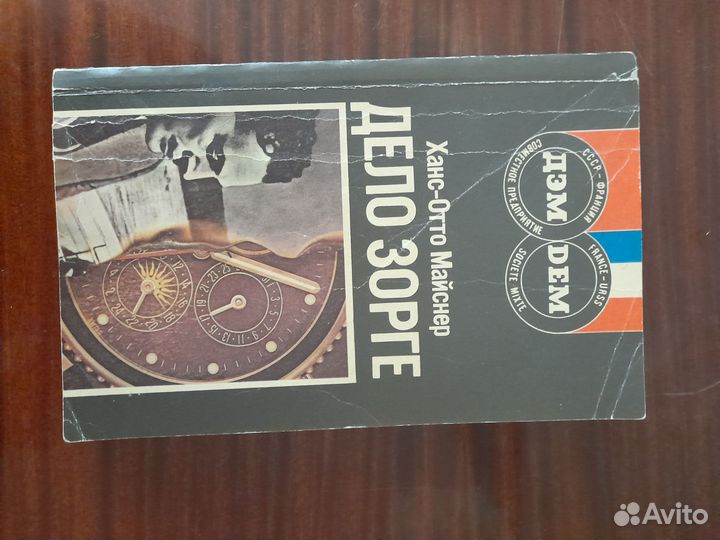 СССР - ФРАНЦИЯ
ДЭМ
СОВМЕСТНОЕ ПРЕДПРИЯТИЕ
FRANCE - URSS
DEM
SOCIETE MIXTE
Ханс-Отто Майснер
ДЕЛО ЗОРГЕ
Avito